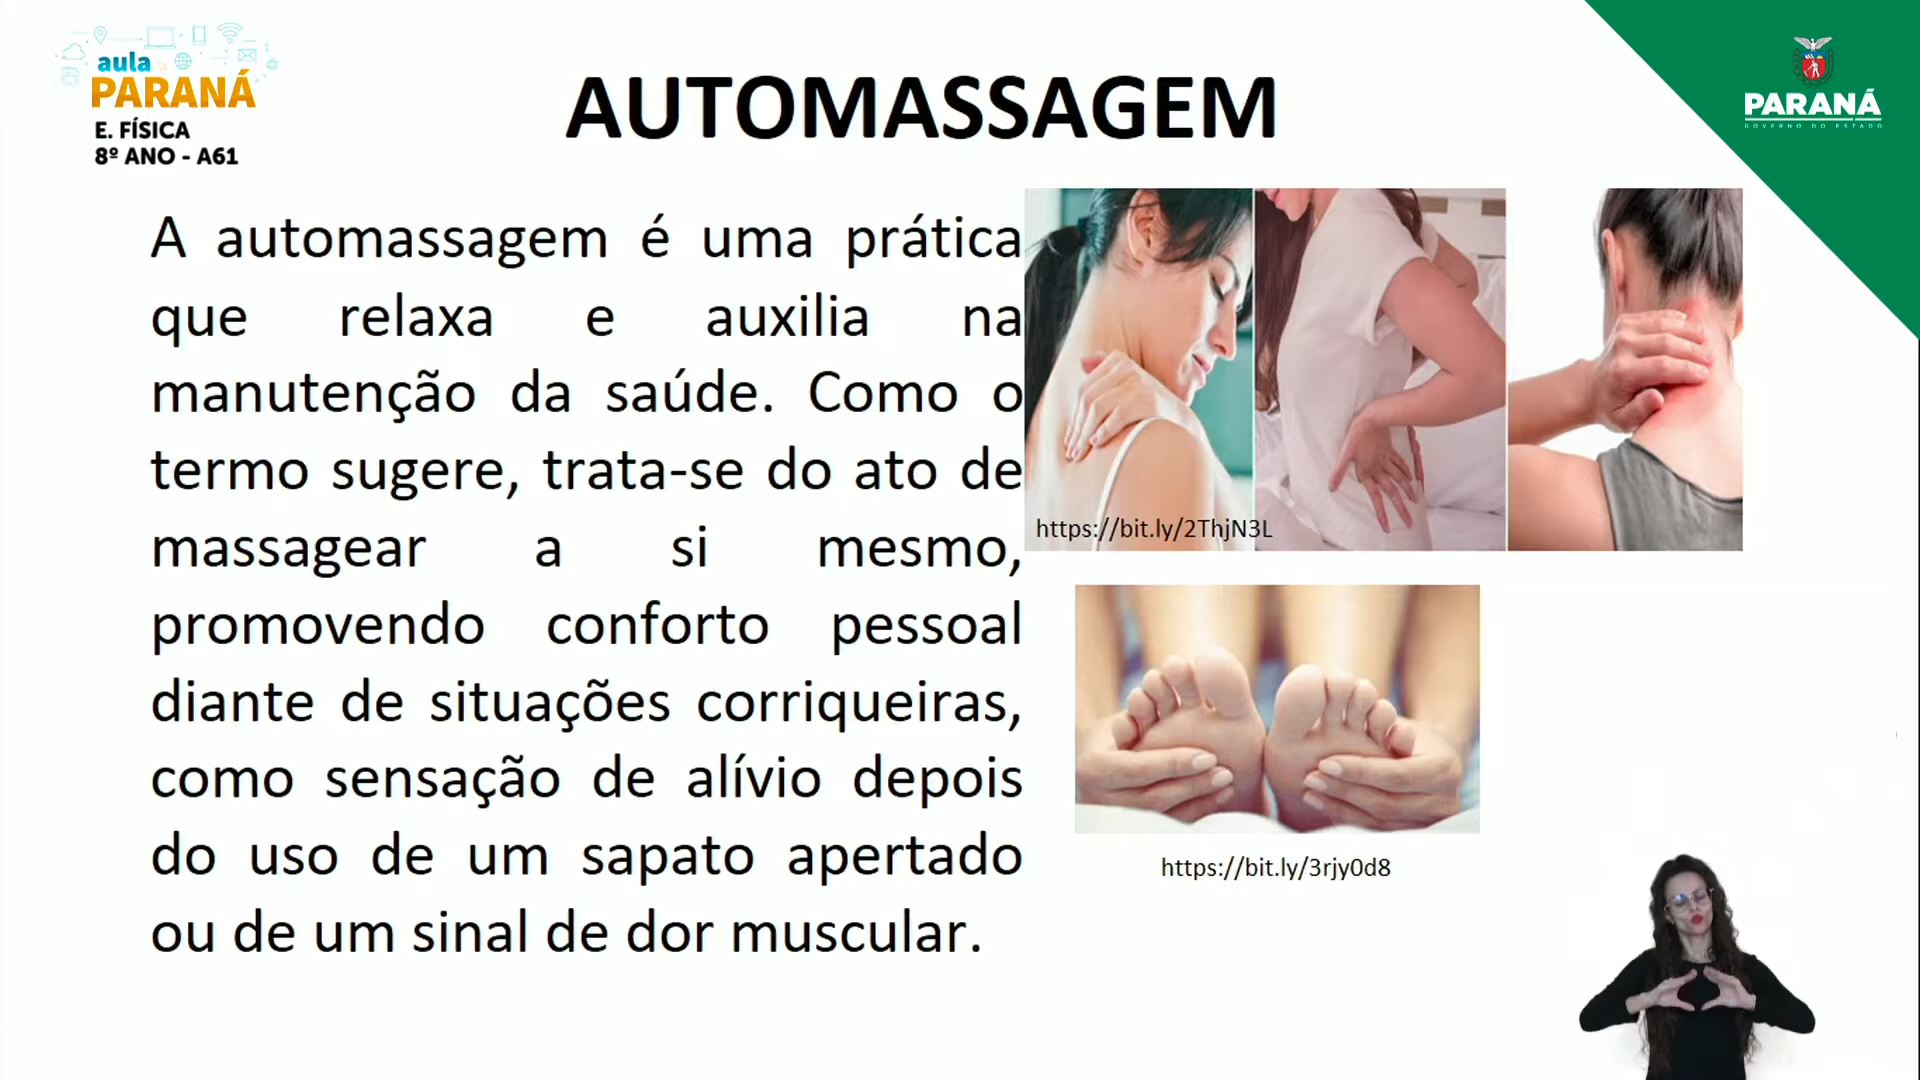 aula
PARANÁ
E. FÍSICA
8º ANO - A61
AUTOMASSAGEM
PARANÁ
GOVERNO DO ESTADO
A automassagem é uma prática
que relaxa e auxilia na
manutenção da saúde. Como o
termo sugere, trata-se do ato de
massagear a si mesmo,
promovendo conforto pessoal
diante de situações corriqueiras,
como sensação de alívio depois
do uso de um sapato apertado
ou de um sinal de dor muscular.
https://bit.ly/2ThjN3L
https://bit.ly/3rjy0d8